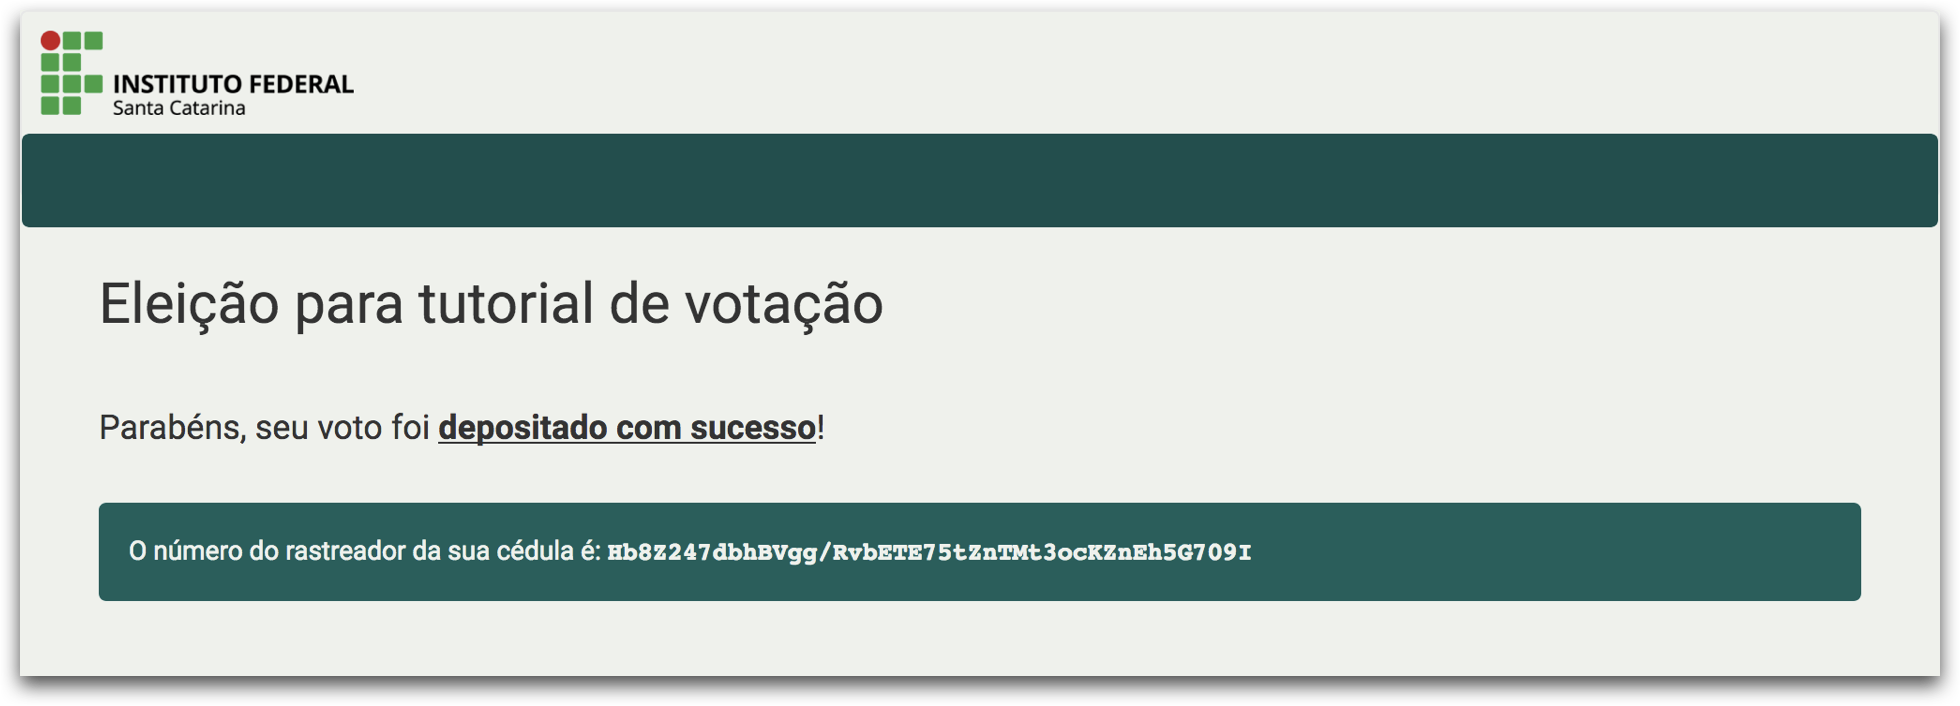 INSTITUTO FEDERAL
Santa Catarina
Eleição para tutorial de votação
Parabéns, seu voto foi depositado com sucesso!
O número do rastreador da sua cédula é: Hb8Z247dbhBVgg/RvbETE75tZnTMt3ocKZnEh5G709I